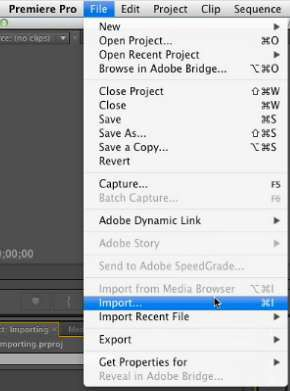 Premiere Pro File Edit Project Clip Sequence
ce: (no clips)
New
Open Project... ⌘O
Open Recent Project
Browse in Adobe Bridge... ⌥⌘O
Close Project ⇧⌘W
Close ⌘W
Save ⌘S
Save As... ⇧⌘S
Save a Copy... ⌥⌘S
Revert
Capture... F5
Batch Capture... F6
Adobe Dynamic Link
Adobe Story
Send to Adobe SpeedGrade...
;00;00
Import from Media Browser ⌥⌘I
Import... ⌘I
Import Recent File
ct: Importing Me
mporting.prproj
Export
Get Properties for
Reveal in Adobe Bridge...